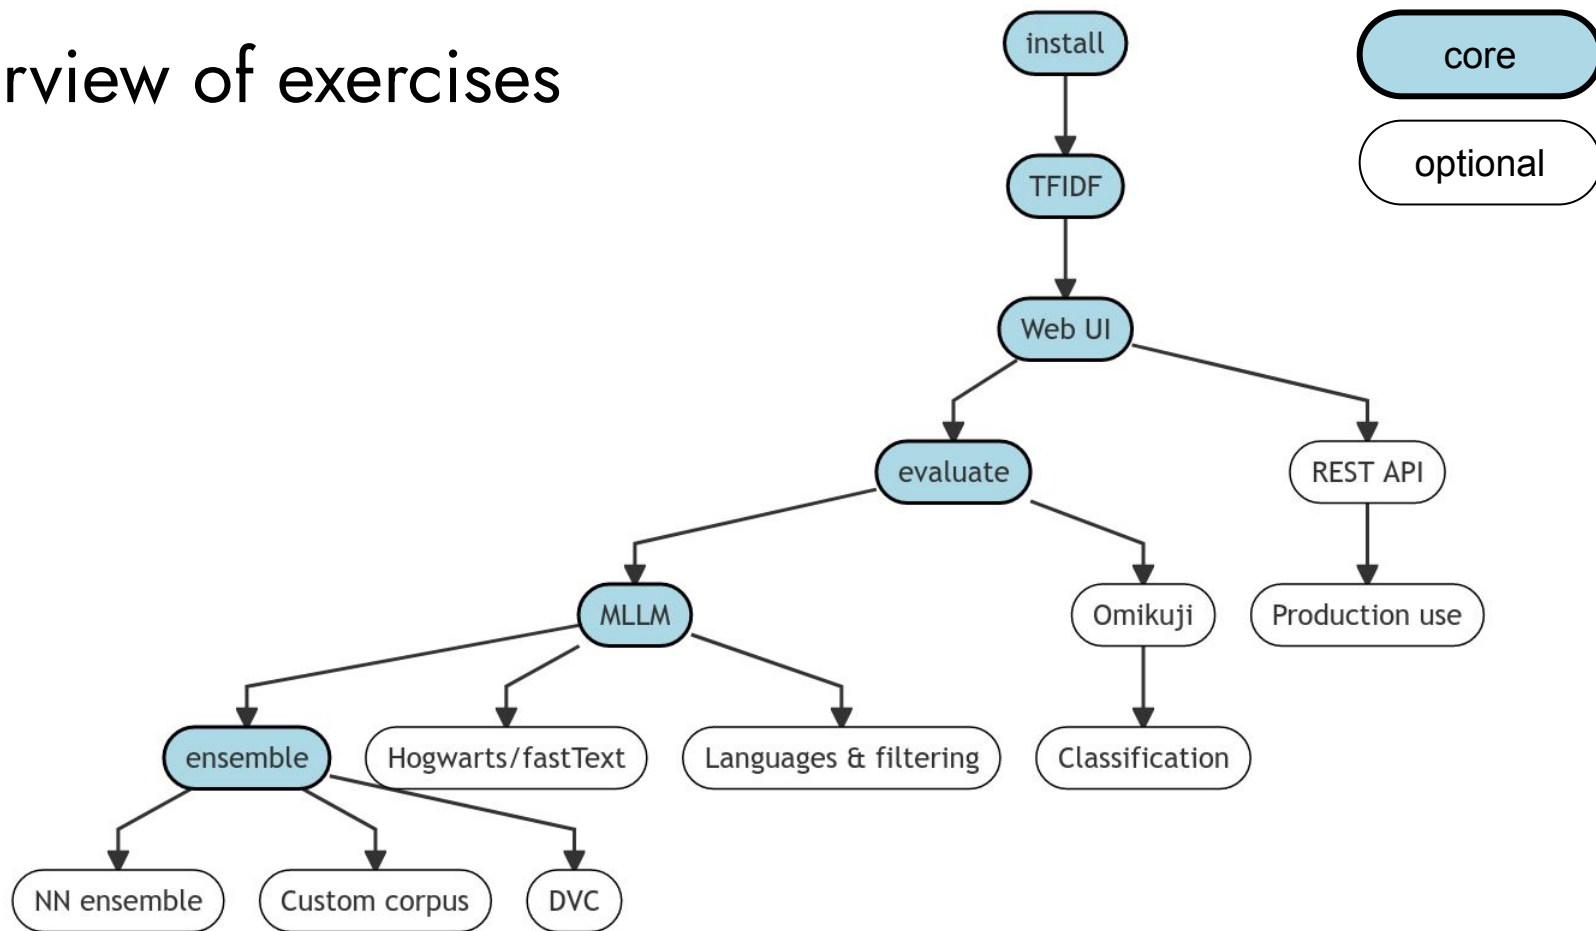 rview of exercises
install
core
optional
TFIDF
Web UI
evaluate
REST API
MLLM
Omikuji
Production use
ensemble
Hogwarts/fastText
Languages & filtering
Classification
NN ensemble
Custom corpus
DVC